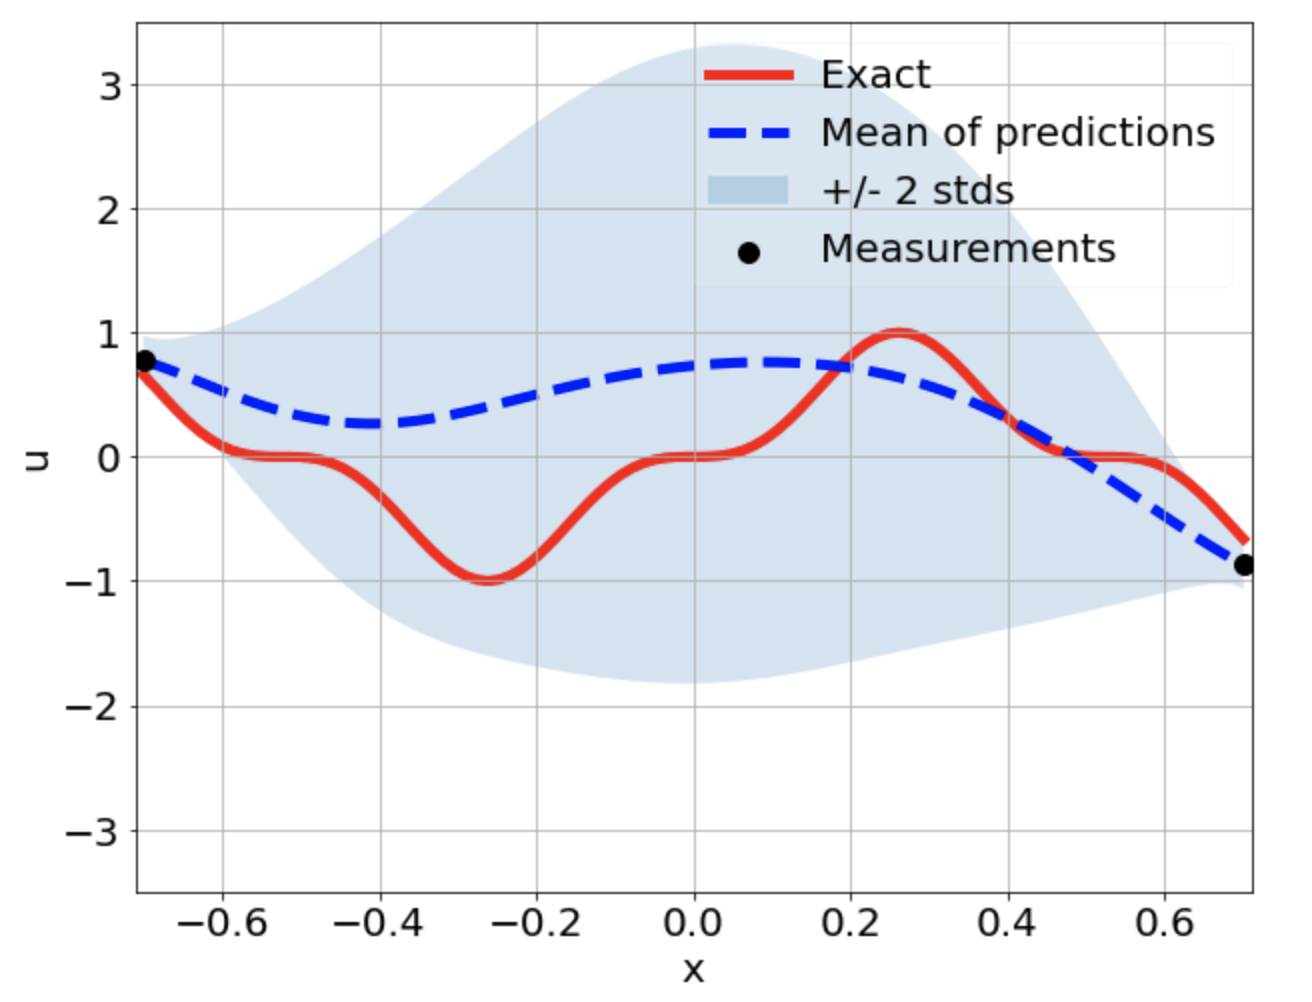 3
2
1
0
−1
−2
−3
u
Exact
Mean of predictions
+/- 2 stds
Measurements
−0.6 −0.4 −0.2 0.0 0.2 0.4 0.6
x